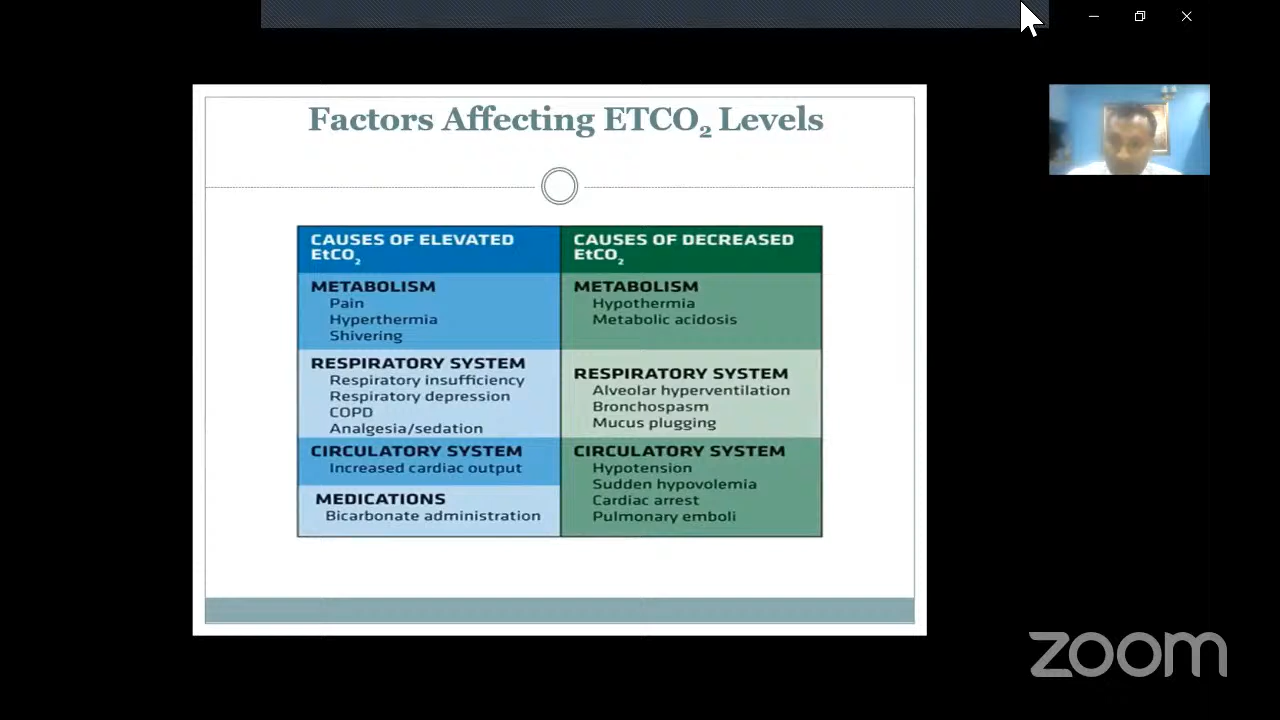 Factors Affecting ETCO₂ Levels
CAUSES OF ELEVATED
EtCO₂
METABOLISM
Pain
Hyperthermia
Shivering
RESPIRATORY SYSTEM
Respiratory insufficiency
Respiratory depression
COPD
Analgesia/sedation
CIRCULATORY SYSTEM
Increased cardiac output
MEDICATIONS
Bicarbonate administration
CAUSES OF DECREASED
EtCO₂
METABOLISM
Hypothermia
Metabolic acidosis
RESPIRATORY SYSTEM
Alveolar hyperventilation
Bronchospasm
Mucus plugging
CIRCULATORY SYSTEM
Hypotension
Sudden hypovolemia
Cardiac arrest
Pulmonary emboli
zoom